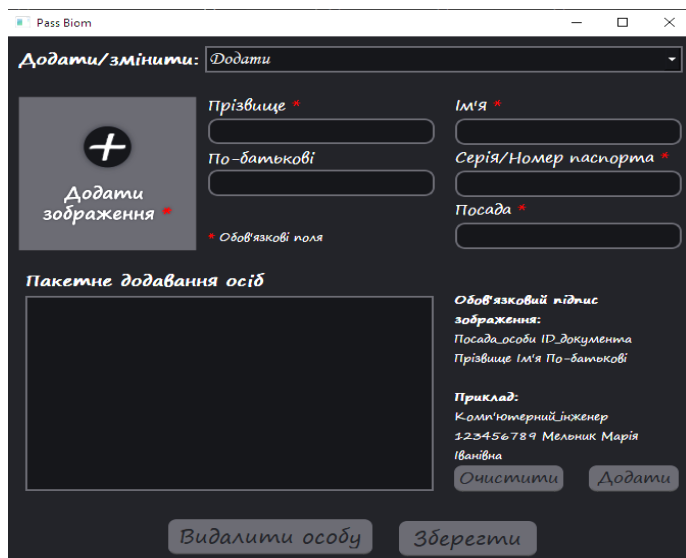 Pass Biom
Додати/змінити: Додати
Прізвище * Ім'я *
По-батькові Серія/Номер паспорта *
Додати
зображення *
Посада *
* Обов'язкові поля
Пакетне додавання осіб
Обов'язковий підпис
зображення:
Посада_особи ID_документа
Прізвище Ім'я По-батькові
Приклад:
Комп'ютерний_інженер
123456789 Мельник Марія
Іванівна
Очистити Додати
Видалити особу Зберегти